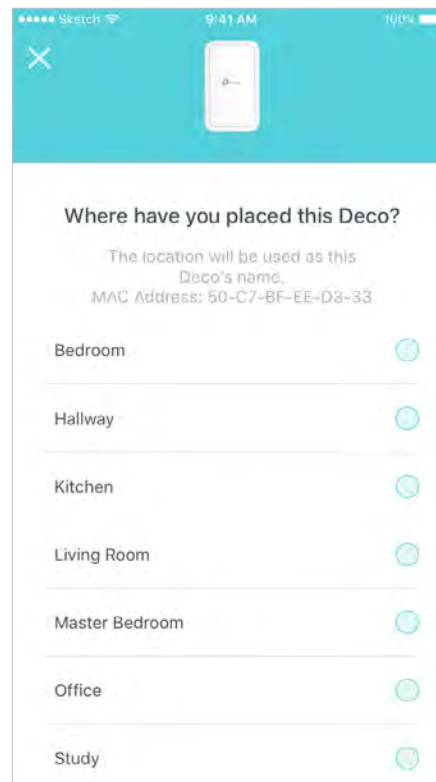 Sketch 9:41 AM 100%
Where have you placed this Deco?
The location will be used as this
Deco's name.
MAC Address: 50-C7-BF-EE-D3-33
Bedroom
Hallway
Kitchen
Living Room
Master Bedroom
Office
Study